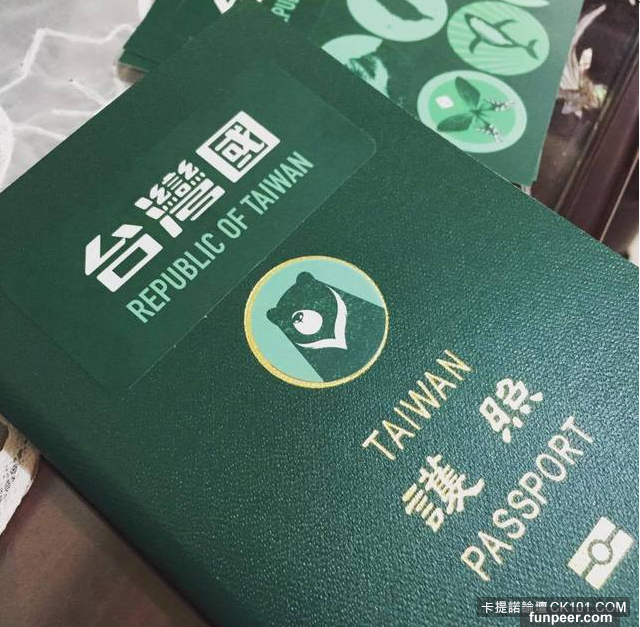 台灣國
REPUBLIC OF TAIWAN
TAIWAN
護照
PASSPORT
卡提諾論壇 CK101.COM
funpeer.com